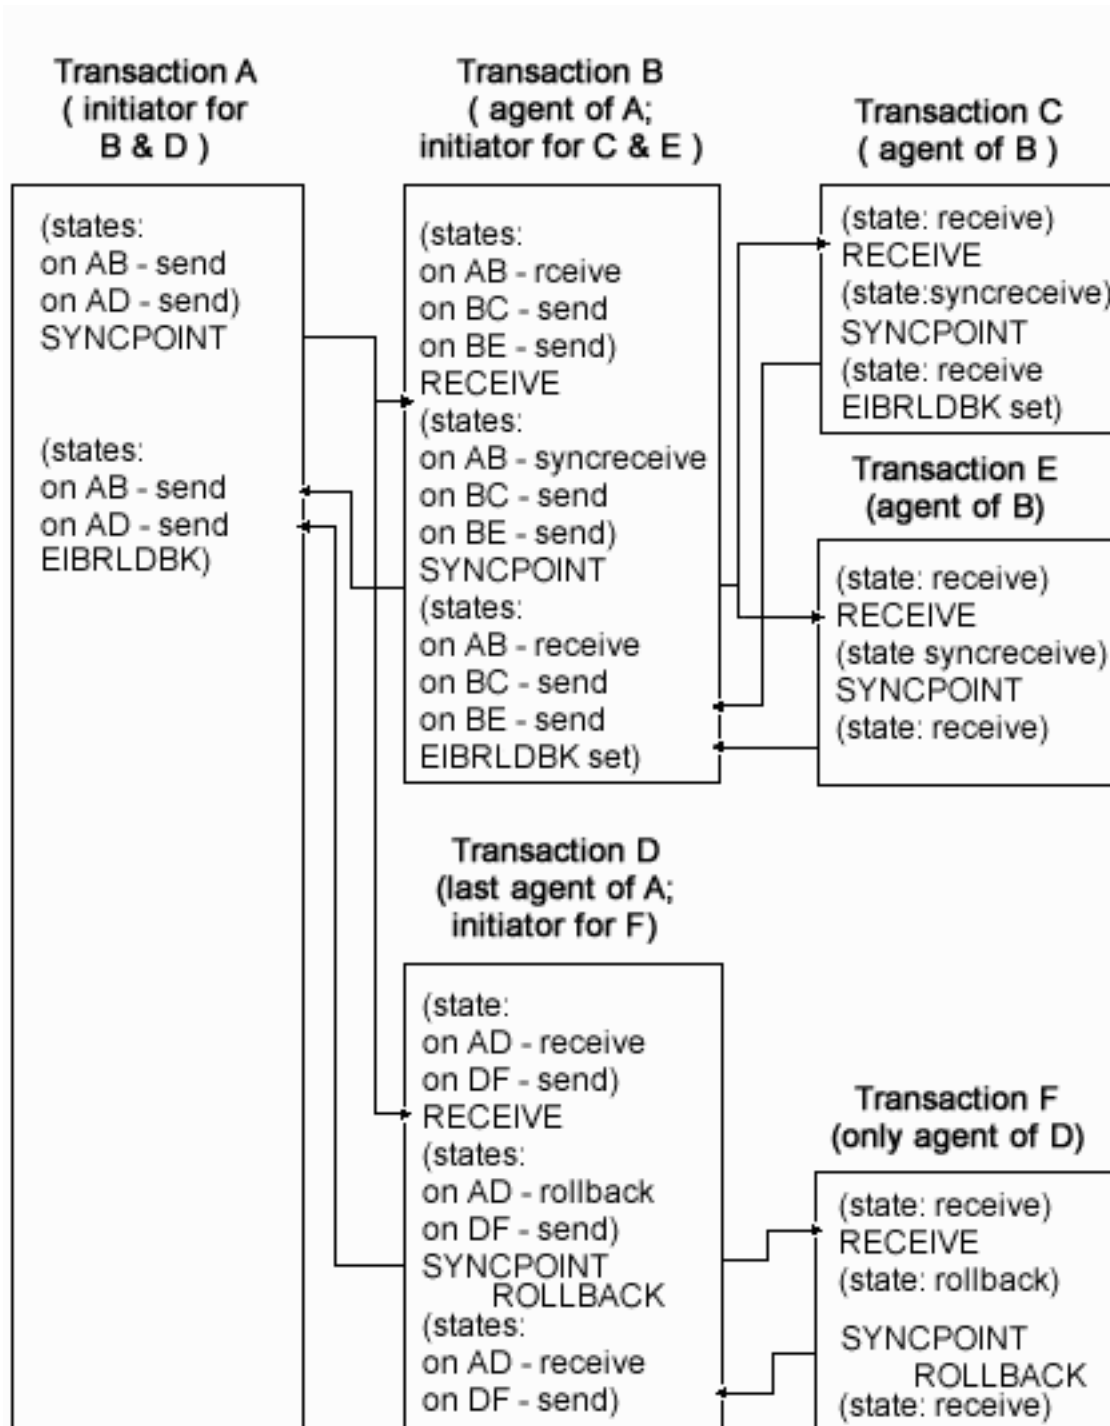 Transaction A
( initiator for
B & D )
(states:
on AB - send
on AD - send)
SYNCPOINT
(states:
on AB - send
on AD - send
EIBRLDBK)
Transaction B
( agent of A;
initiator for C & E )
(states:
on AB - rceive
on BC - send
on BE - send)
RECEIVE
(states:
on AB - syncreceive
on BC - send
on BE - send)
SYNCPOINT
(states:
on AB - receive
on BC - send
on BE - send
EIBRLDBK set)
Transaction C
( agent of B )
(state: receive)
RECEIVE
(state:syncreceive)
SYNCPOINT
(state: receive
EIBRLDBK set)
Transaction E
(agent of B)
(state: receive)
RECEIVE
(state syncreceive)
SYNCPOINT
(state: receive)
Transaction D
(last agent of A;
initiator for F)
(state:
on AD - receive
on DF - send)
RECEIVE
(states:
on AD - rollback
on DF - send)
SYNCPOINT
ROLLBACK
(states:
on AD - receive
on DF - send)
Transaction F
(only agent of D)
(state: receive)
RECEIVE
(state: rollback)
SYNCPOINT
ROLLBACK
(state: receive)